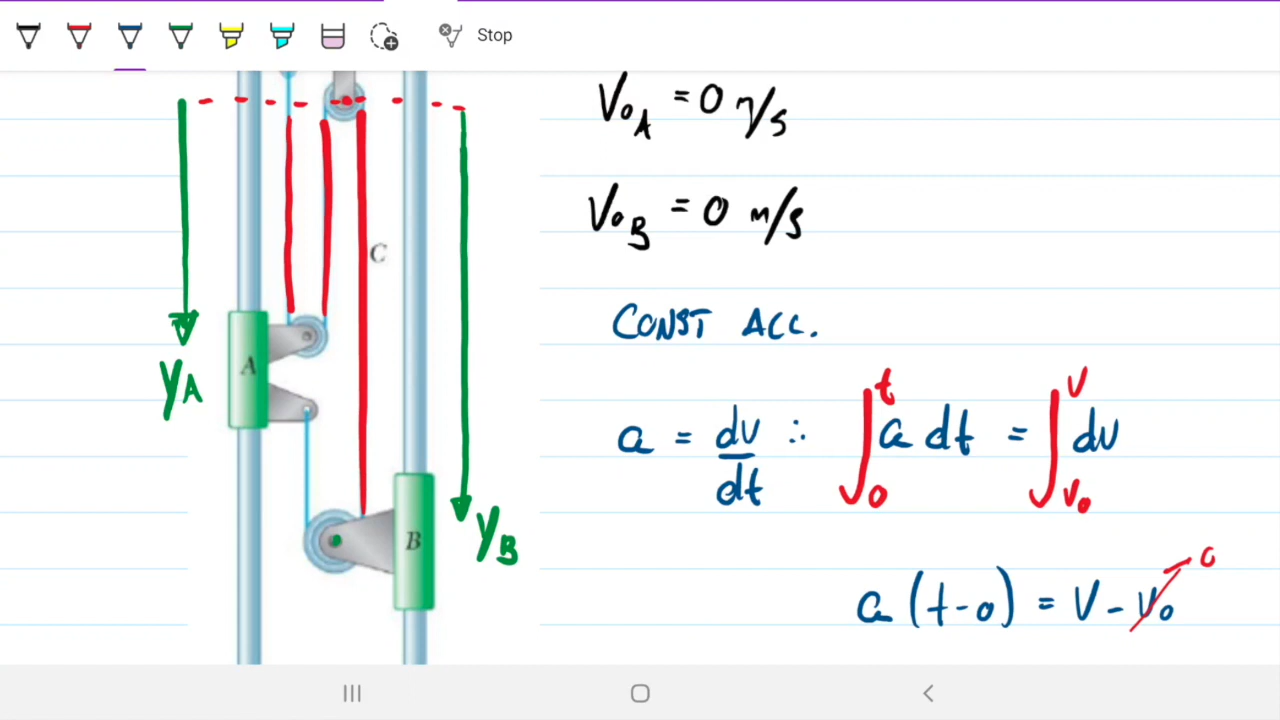 Stop
V₀A = 0 m/s
V₀B = 0 m/s
C
CONST ACC.
A
YA
a = dv/dt ∴ ∫₀ᵗ a dt = ∫ᵥ₀ᵛ dv
B
YB
a (t-0) = V - V₀ 0